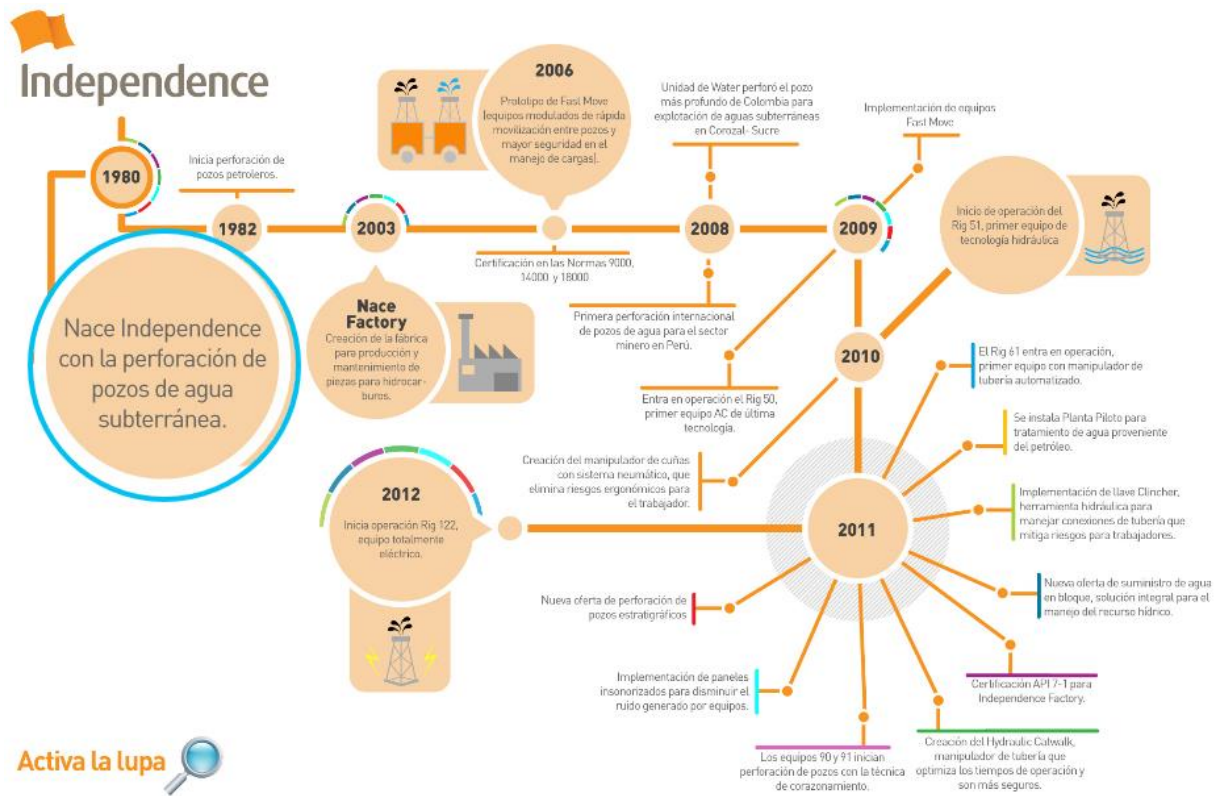 Independence
1980
Nace Independence
con la perforación de
pozos de agua
subterránea.
Inicia perforación de
pozos petroleros.
1982
2003
Nace
Factory
Creación de la fábrica
para producción y
mantenimiento de
piezas para hidrocar-
buros.
2006
Prototipo de Fast Move
(equipos modulados de rápida
movilización entre pozos y
mayor seguridad en el
manejo de cargas).
Certificación en las Normas 9000,
14000 y 18000
Unidad de Water perforó el pozo
más profundo de Colombia para
explotación de aguas subterráneas
en Corozal- Sucre
2008
Primera perforación internacional
de pozos de agua para el sector
minero en Perú.
Implementación de equipos
Fast Move
2009
Entra en operación el Rig 50,
primer equipo AC de última
tecnología.
Inicio de operación del
Rig 51, primer equipo de
tecnología hidráulica
2010
Creación del manipulador de cuñas
con sistema neumático, que
elimina riesgos ergonómicos para
el trabajador.
2011
El Rig 61 entra en operación,
primer equipo con manipulador de
tubería automatizado.
Se instala Planta Piloto para
tratamiento de agua proveniente
del petróleo.
Implementación de llave Clincher,
herramienta hidráulica para
manejar conexiones de tubería que
mitiga riesgos para trabajadores.
Nueva oferta de suministro de agua
en bloque, solución integral para el
manejo del recurso hídrico.
Certificación API 7-1 para
Independence Factory.
Creación del Hydraulic Catwalk,
manipulador de tubería que
optimiza los tiempos de operación y
son más seguros.
Los equipos 90 y 91 inician
perforación de pozos con la técnica
de corazonamiento.
Implementación de paneles
insonorizados para disminuir el
ruido generado por equipos.
Nueva oferta de perforación de
pozos estratigráficos
2012
Inicia operación Rig 122,
equipo totalmente
eléctrico.
Activa la lupa